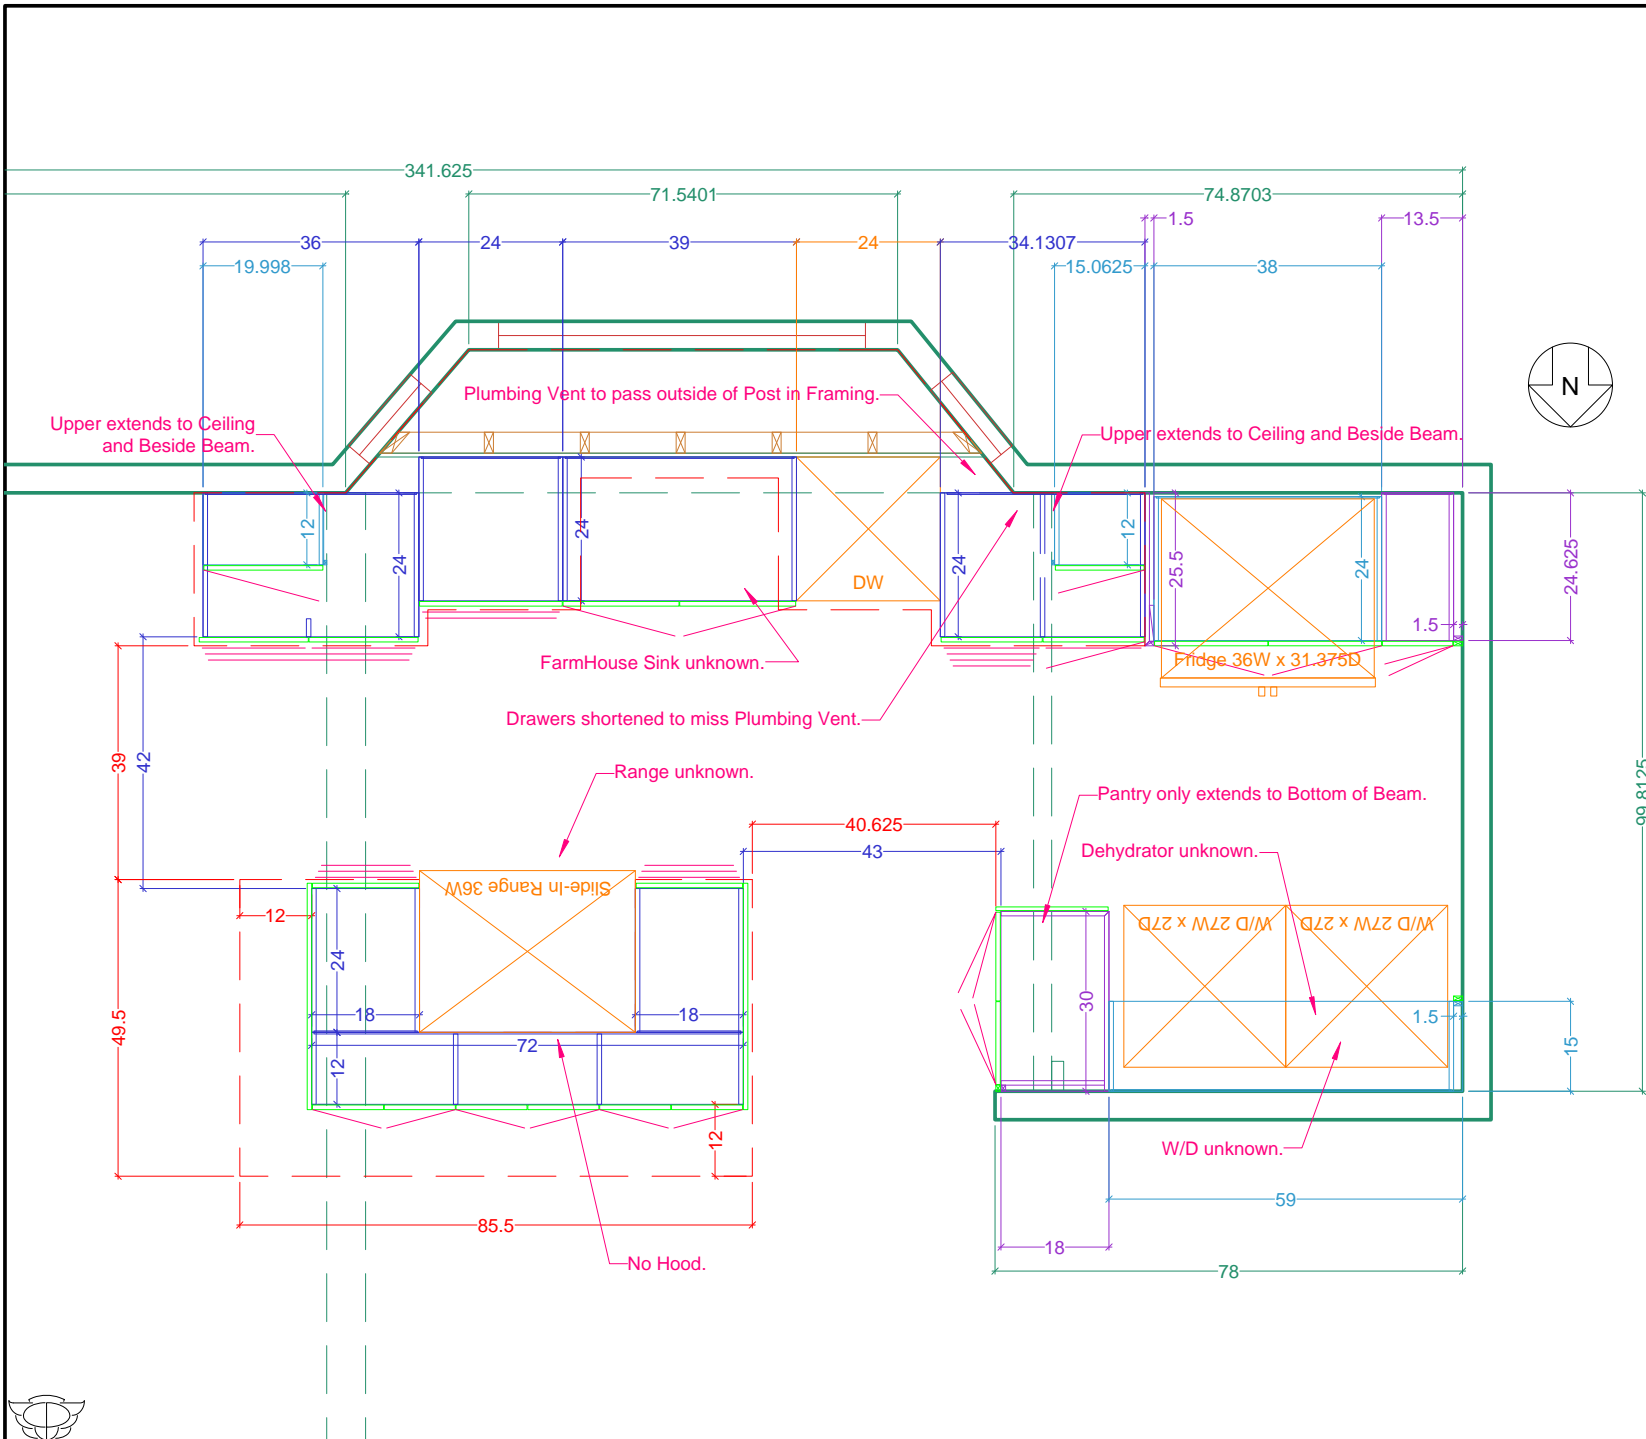 341.625
71.5401
74.8703
1.5
13.5
36
24
39
24
34.1307
19.998
15.0625
38
N
Plumbing Vent to pass outside of Post in Framing.
Upper extends to Ceiling
and Beside Beam.
Upper extends to Ceiling and Beside Beam.
12
24
24
24
12
25.5
24
24.625
DW
1.5
Fridge 36W x 31.375D
FarmHouse Sink unknown.
Drawers shortened to miss Plumbing Vent.
39
42
Range unknown.
99.8125
Pantry only extends to Bottom of Beam.
40.625
43
Dehydrator unknown.
Slide-In Range 36W
12
W/D 27W x 27D
W/D 27W x 27D
24
30
18
18
1.5
49.5
72
15
12
12
W/D unknown.
59
85.5
18
No Hood.
78